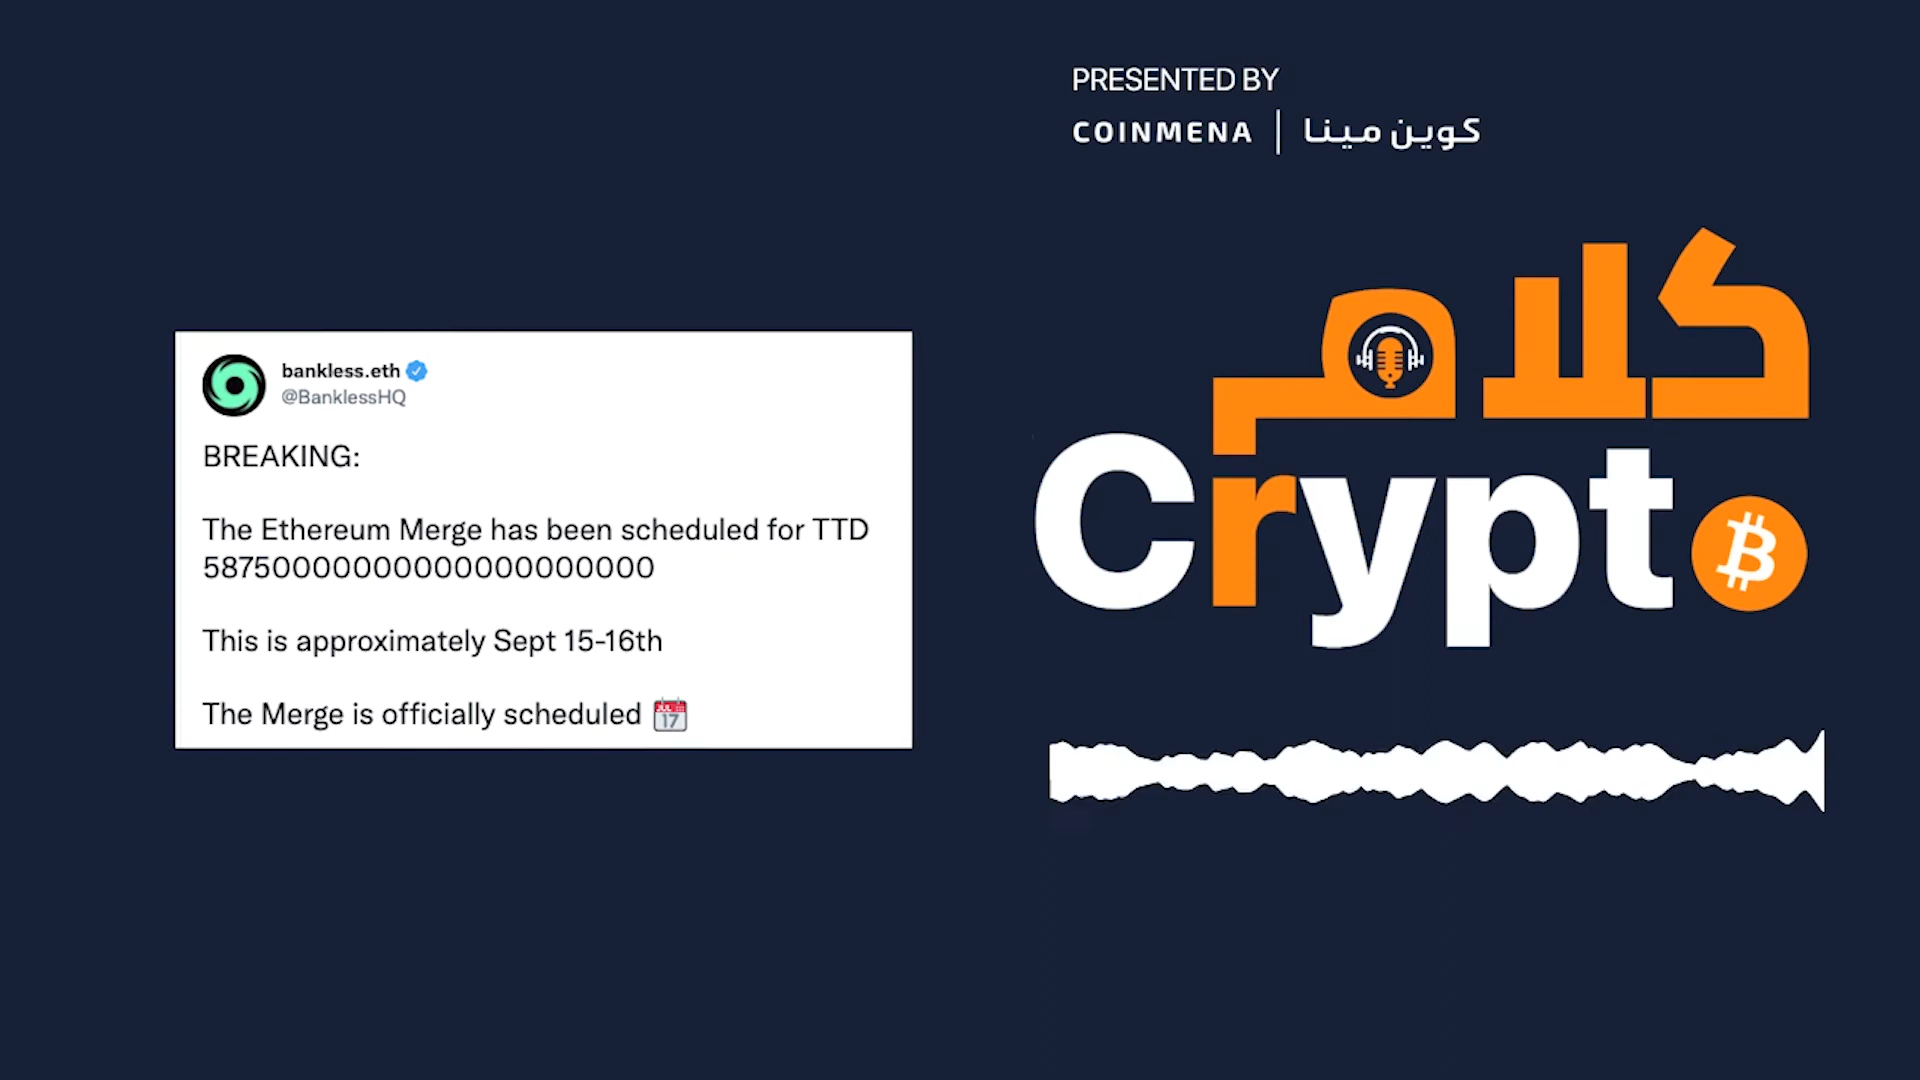 PRESENTED BY
COINMENA | كوين مينا
كلام
Crypto
bankless.eth
@BanklessHQ
BREAKING:
The Ethereum Merge has been scheduled for TTD
58750000000000000000000
This is approximately Sept 15-16th
The Merge is officially scheduled 📅